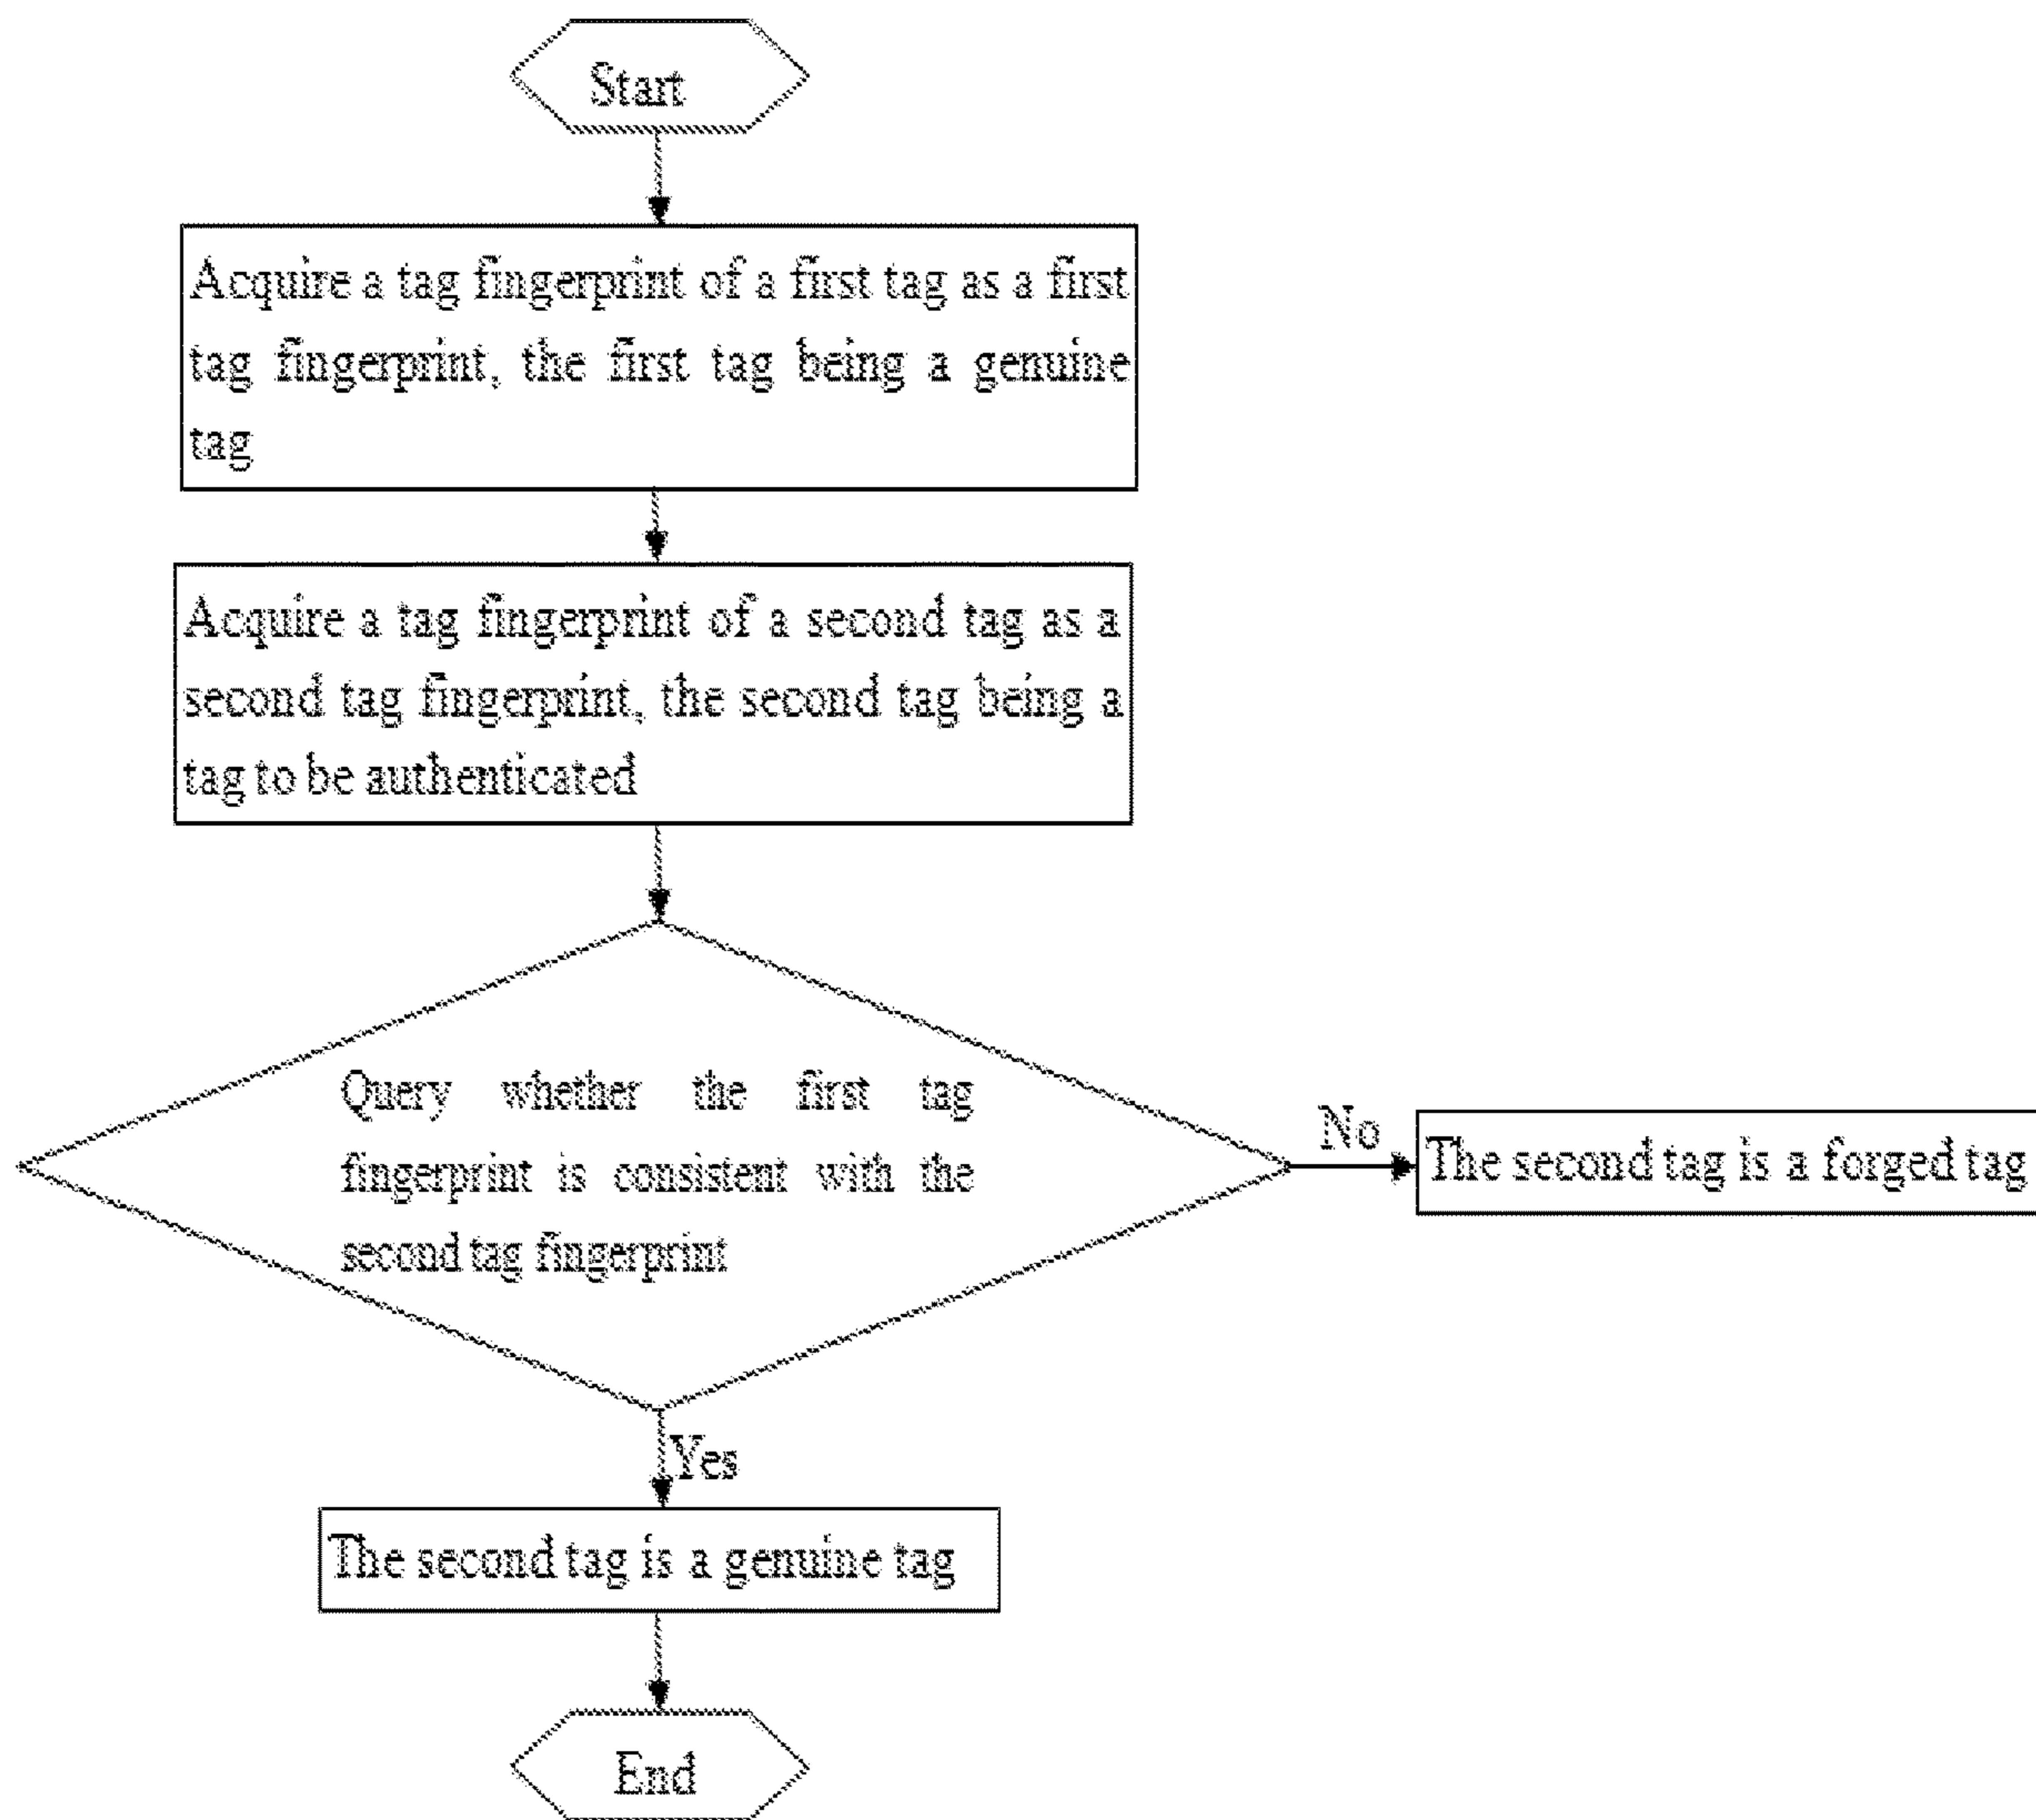 Start
Acquire a tag fingerprint of a first tag as a first
tag fingerprint, the first tag being a genuine
tag
Acquire a tag fingerprint of a second tag as a
second tag fingerprint, the second tag being a
tag to be authenticated
Query whether the first tag
fingerprint is consistent with the
second tag fingerprint
No
The second tag is a forged tag
Yes
The second tag is a genuine tag
End